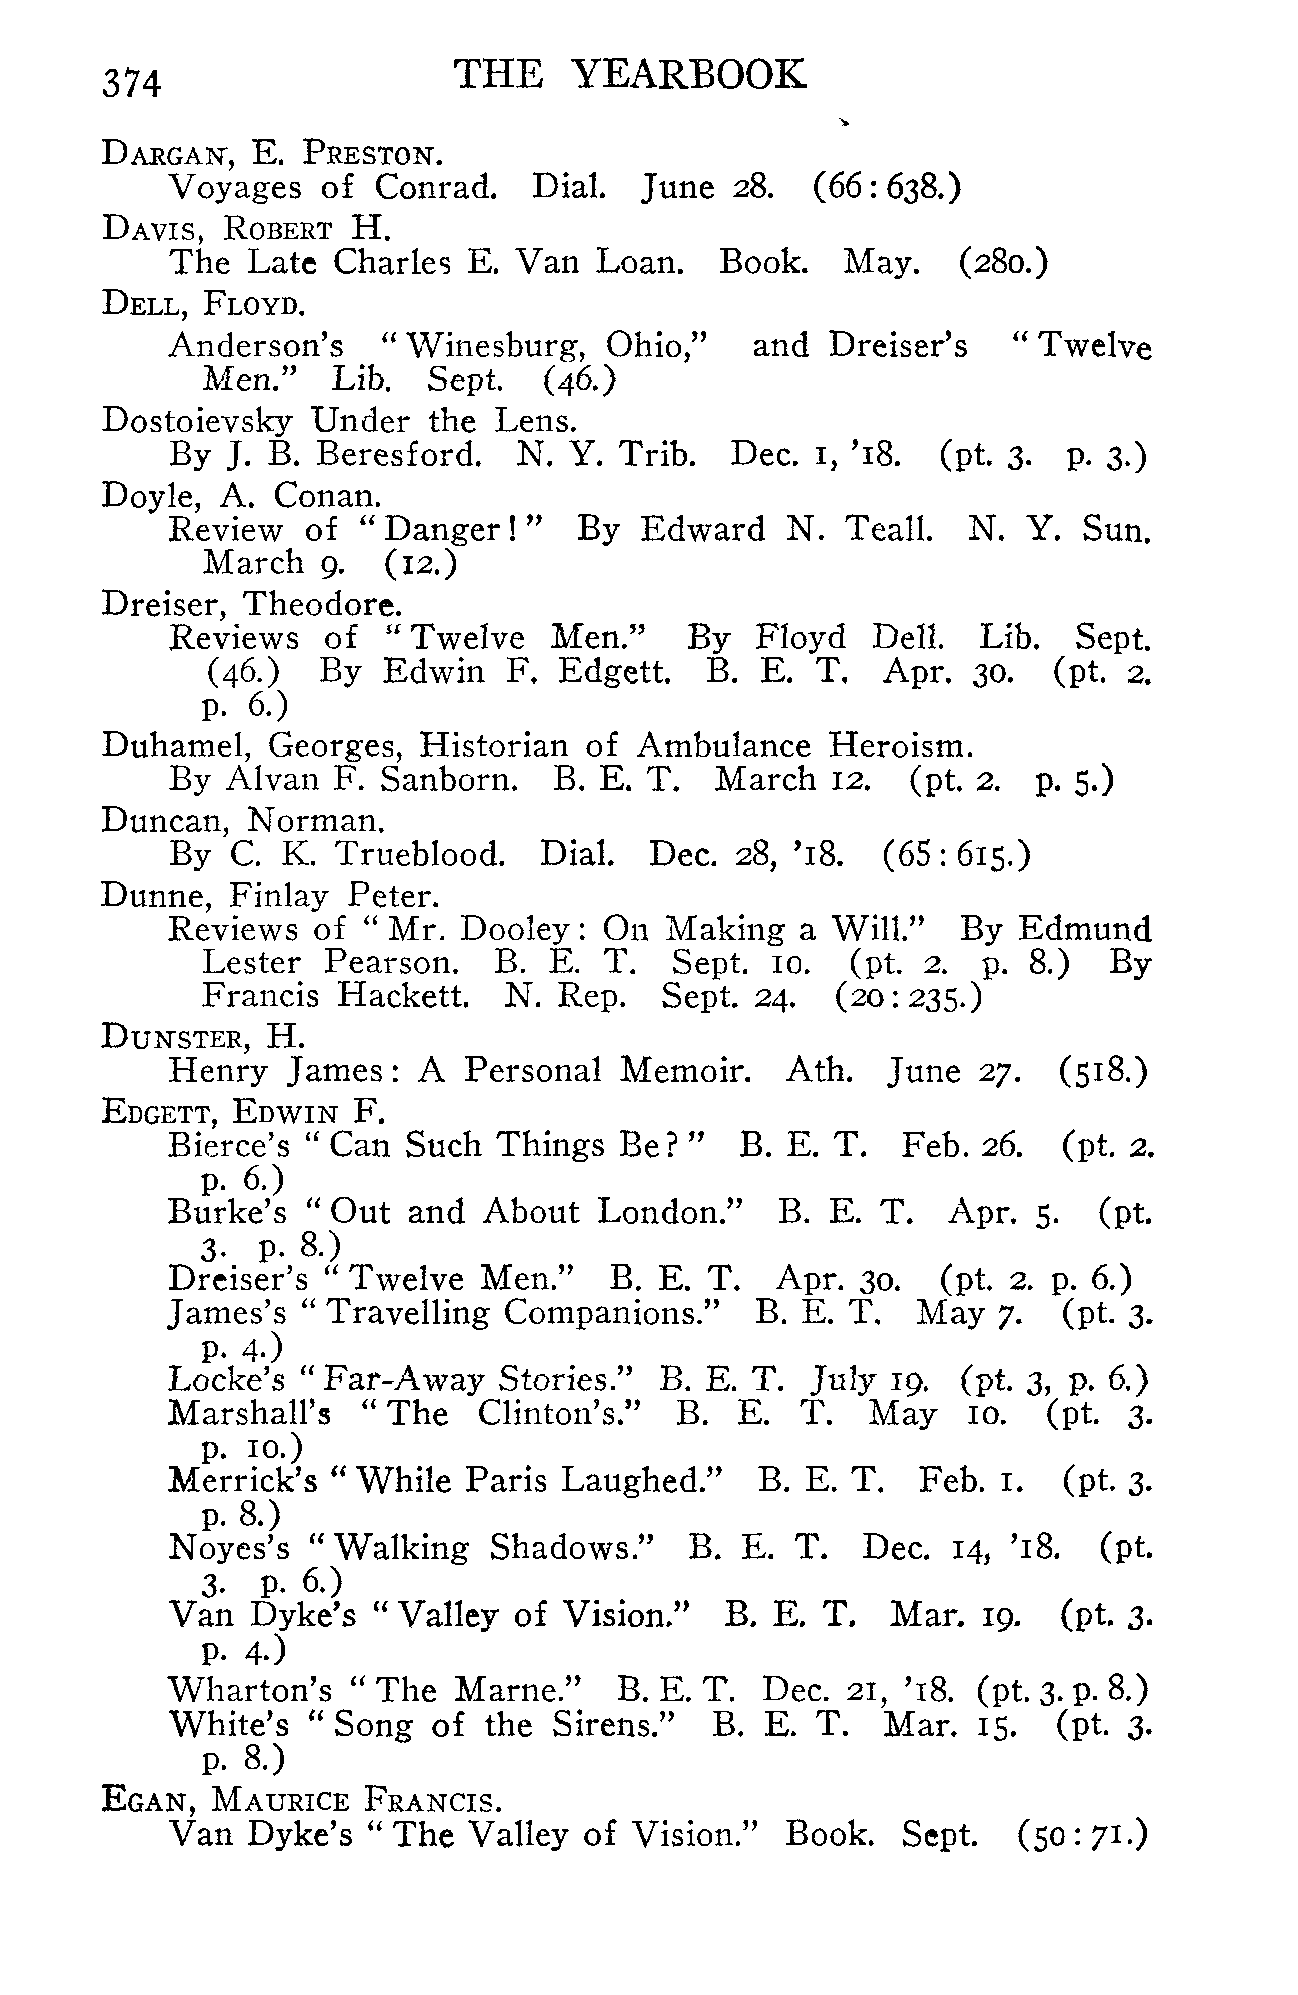 374 THE YEARBOOK
DARGAN, E. PRESTON.
Voyages of Conrad. Dial. June 28. (66:638.)
DAVIS, ROBERT H.
The Late Charles E. Van Loan. Book. May. (280.)
DELL, FLOYD.
Anderson's "Winesburg, Ohio," and Dreiser's "Twelve
Men." Lib. Sept. (46.)
Dostoievsky Under the Lens.
By J. B. Beresford. N. Y. Trib. Dec. 1, '18. (pt. 3. p. 3.)
Doyle, A. Conan.
Review of "Danger!" By Edward N. Teall. N. Y. Sun.
March 9. (12.)
Dreiser, Theodore.
Reviews of "Twelve Men." By Floyd Dell. Lib. Sept.
(46.) By Edwin F. Edgett. B. E. T. Apr. 30. (pt. 2.
p. 6.)
Duhamel, Georges, Historian of Ambulance Heroism.
By Alvan F. Sanborn. B. E. T. March 12. (pt. 2. p. 5.)
Duncan, Norman.
By C. K. Trueblood. Dial. Dec. 28, '18. (65:615.)
Dunne, Finlay Peter.
Reviews of "Mr. Dooley: On Making a Will." By Edmund
Lester Pearson. B. E. T. Sept. 10. (pt. 2. p. 8.) By
Francis Hackett. N. Rep. Sept. 24. (20:235.)
DUNSTER, H.
Henry James: A Personal Memoir. Ath. June 27. (518.)
EDGETT, EDWIN F.
Bierce's "Can Such Things Be?" B. E. T. Feb. 26. (pt. 2.
p. 6.)
Burke's "Out and About London." B. E. T. Apr. 5. (pt.
3. p. 8.)
Dreiser's "Twelve Men." B. E. T. Apr. 30. (pt. 2. p. 6.)
James's "Travelling Companions." B. E. T. May 7. (pt. 3.
p. 4.)
Locke's "Far-Away Stories." B. E. T. July 19. (pt. 3, p. 6.)
Marshall's "The Clinton's." B. E. T. May 10. (pt. 3.
p. 10.)
Merrick's "While Paris Laughed." B. E. T. Feb. 1. (pt. 3.
p. 8.)
Noyes's "Walking Shadows." B. E. T. Dec. 14, '18. (pt.
3. p. 6.)
Van Dyke's "Valley of Vision." B. E. T. Mar. 19. (pt. 3.
p. 4.)
Wharton's "The Marne." B. E. T. Dec. 21, '18. (pt. 3. p. 8.)
White's "Song of the Sirens." B. E. T. Mar. 15. (pt. 3.
p. 8.)
EGAN, MAURICE FRANCIS.
Van Dyke's "The Valley of Vision." Book. Sept. (50:71.)